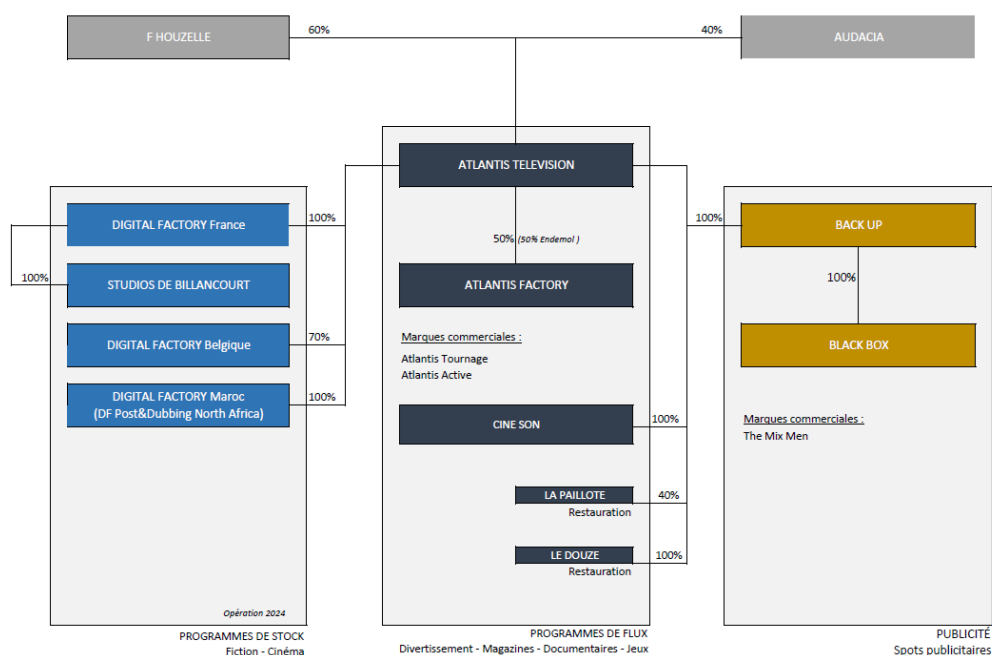 F HOUZELLE
60%
40%
AUDACIA
ATLANTIS TELEVISION
DIGITAL FACTORY France
100%
100%
STUDIOS DE BILLANCOURT
DIGITAL FACTORY Belgique
70%
DIGITAL FACTORY Maroc
(DF Post&Dubbing North Africa)
100%
Opération 2024
PROGRAMMES DE STOCK
Fiction - Cinéma
50% (50% Endemol )
ATLANTIS FACTORY
Marques commerciales :
Atlantis Tournage
Atlantis Active
CINE SON
100%
LA PAILLOTE
40%
Restauration
LE DOUZE
100%
Restauration
PROGRAMMES DE FLUX
Divertissement - Magazines - Documentaires - Jeux
100%
BACK UP
100%
BLACK BOX
Marques commerciales :
The Mix Men
PUBLICITÉ
Spots publicitaires